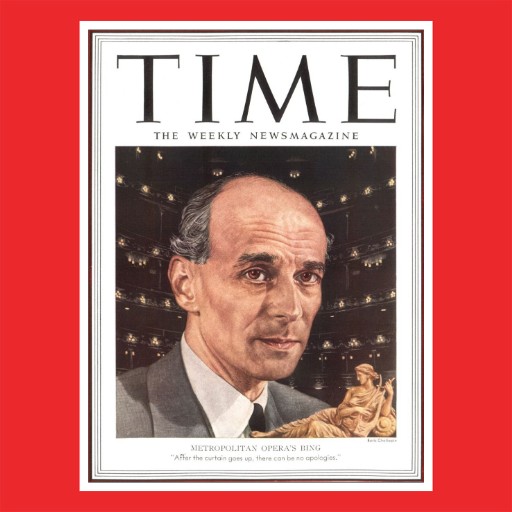 TIME
THE WEEKLY NEWSMAGAZINE
METROPOLITAN OPERA'S BING
"After the curtain goes up, there can be no apologies."